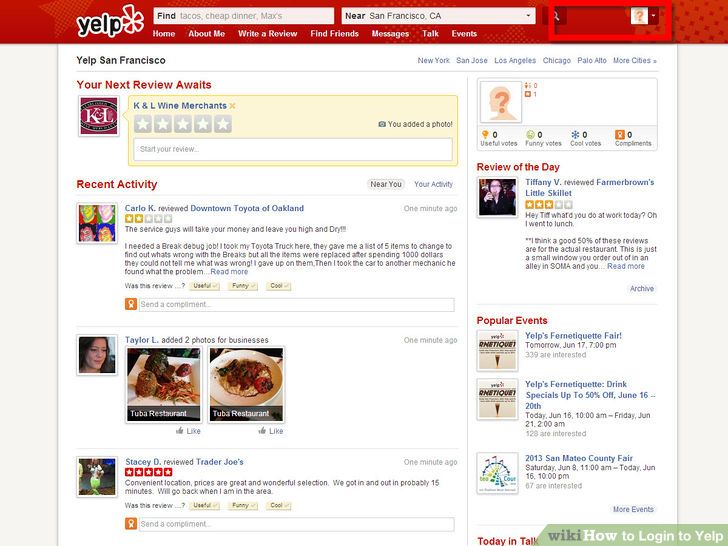 yelp
Find tacos, cheap dinner, Max's
Near San Francisco, CA
Home About Me Write a Review Find Friends Messages Talk Events
Yelp San Francisco
New York San Jose Los Angeles Chicago Palo Alto More Cities »
Your Next Review Awaits
K & L Wine Merchants
K&L
You added a photo!
Start your review...
Recent Activity
Near You Your Activity
Carlo K. reviewed Downtown Toyota of Oakland
One minute ago
The service guys will take your money and leave you high and Dry!!!
I needed a Break debug job! I took my Toyota Truck here, they gave me a list of 5 items to change to
find out whats wrong with the Breaks but all the items were replaced after spending 1000 dollars
they could not tell me what was wrong! I gave up on them,Then I took the car to another mechanic he
found what the problem...Read more
Was this review ...? Useful Funny Cool
Send a compliment...
Taylor L. added 2 photos for businesses
One minute ago
Tuba Restaurant
Tuba Restaurant
Like
Like
Stacey D. reviewed Trader Joe's
One minute ago
Convenient location, prices are great and wonderful selection. We got in and out in probably 15
minutes. Will go back when I am in the area.
Was this review ...? Useful Funny Cool
Send a compliment...
0
1
0 0 0 0
Useful votes Funny votes Cool votes Compliments
Review of the Day
Tiffany V. reviewed Farmerbrown's
Little Skillet
Hey Tiff what'd you do at work today? Oh
I went to lunch.
**I think a good 50% of these reviews
are for the actual restaurant. This is just
a small window you order out of in an
alley in SOMA and you... Read more
Archive
Popular Events
Yelp's Fernetiquette Fair!
Tomorrow, Jun 17, 7:00 pm
339 are interested
RNETIQUET
Yelp's Fernetiquette: Drink
Specials Up To 50% Off, June 16 --
20th
Today, Jun 16, 10:00 am – Friday, Jun
21, 2:00 am
128 are interested
RNETIQUET
2013 San Mateo County Fair
Saturday, Jun 8, 11:00 am – Today, Jun
16, 10:00 pm
67 are interested
More Events
Today in Talk
wikiHow to Login to Yelp